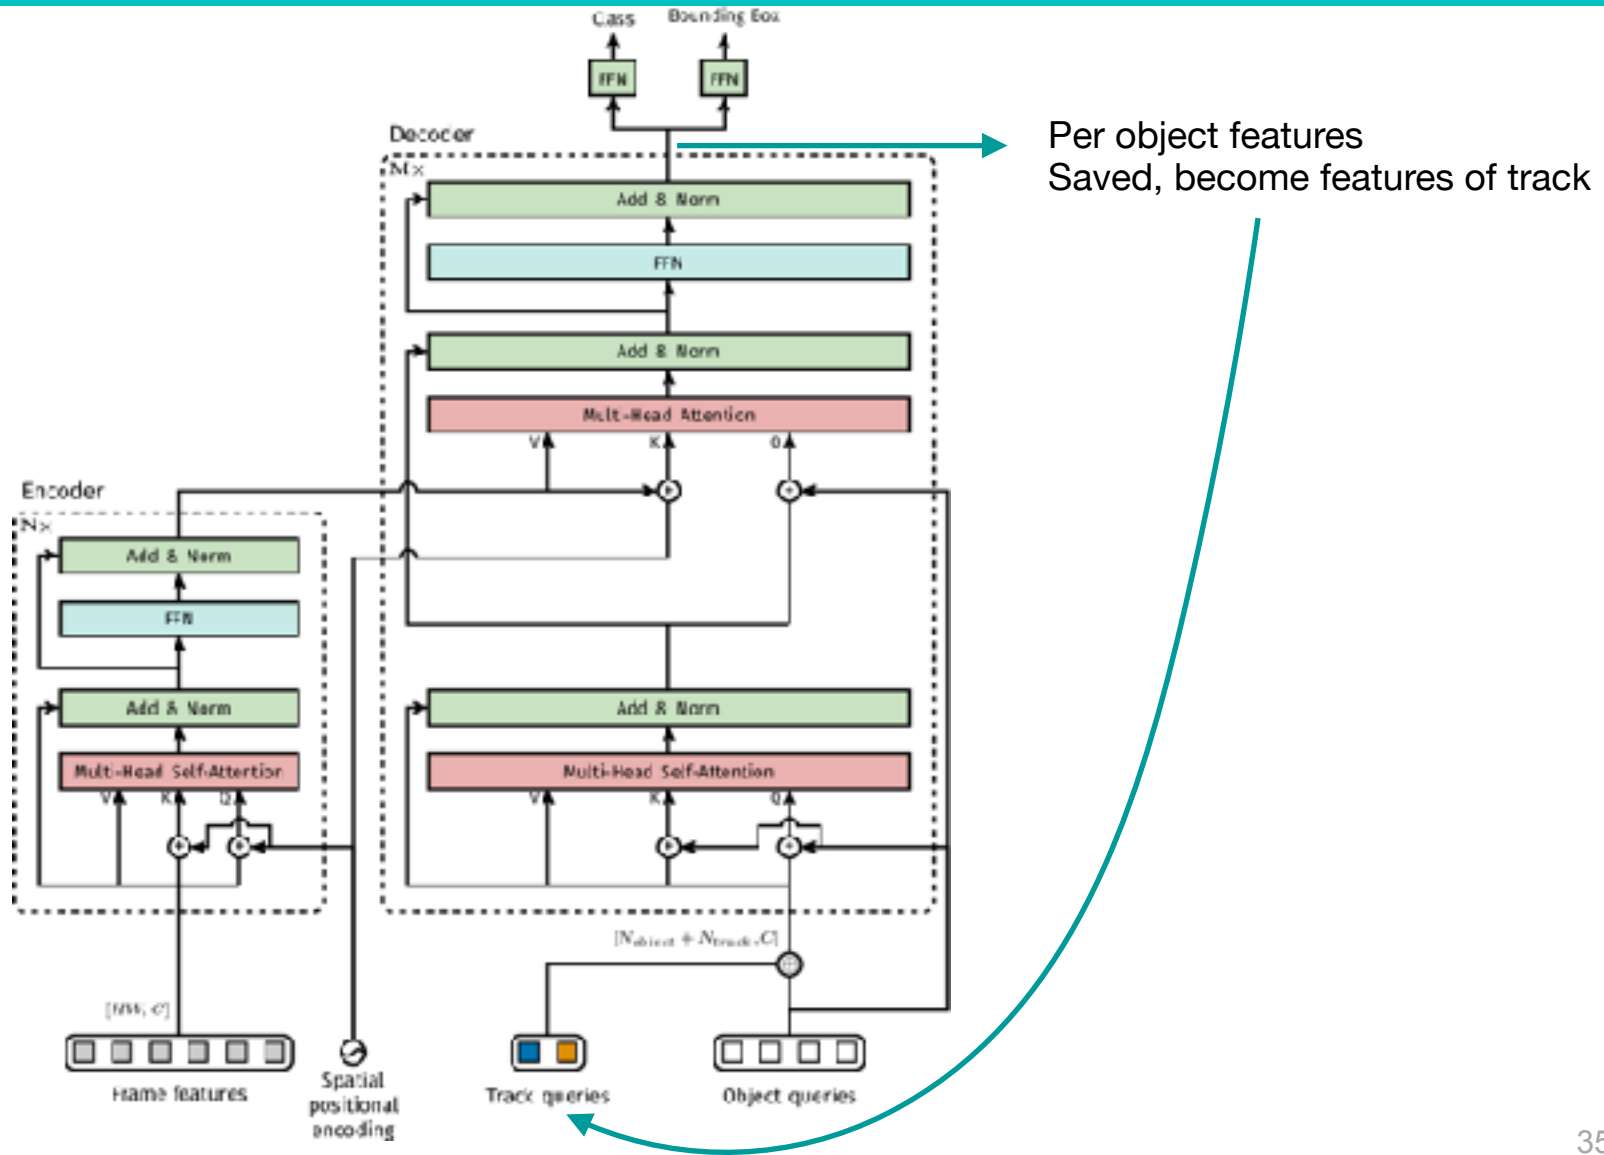 Class
Bounding Box
FFN
FFN
Decoder
M×
Add & Norm
FFN
Add & Norm
Multi-Head Attention
V
K
Q
Per object features
Saved, become features of track
Encoder
N×
Add & Norm
FFN
Add & Norm
Multi-Head Self-Attention
V
K
Q
Add & Norm
Multi-Head Self-Attention
V
K
Q
[N_object + N_track, C]
[HW, C]
Frame features
Spatial
positional
encoding
Track queries
Object queries
35